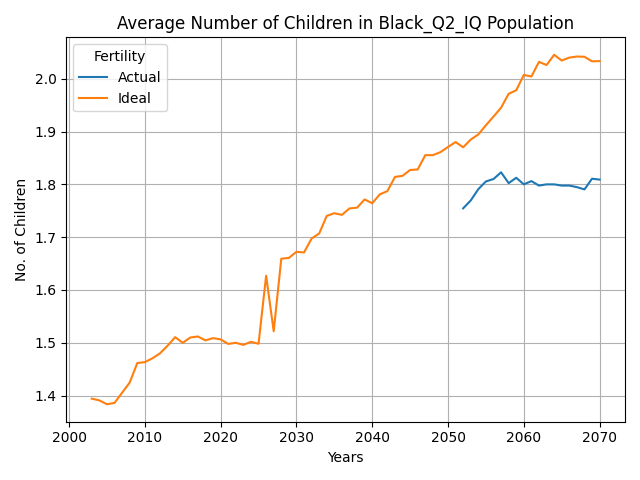 Average Number of Children in Black_Q2_IQ Population
Fertility
Actual
Ideal
No. of Children
2.0
1.9
1.8
1.7
1.6
1.5
1.4
2000 2010 2020 2030 2040 2050 2060 2070
Years